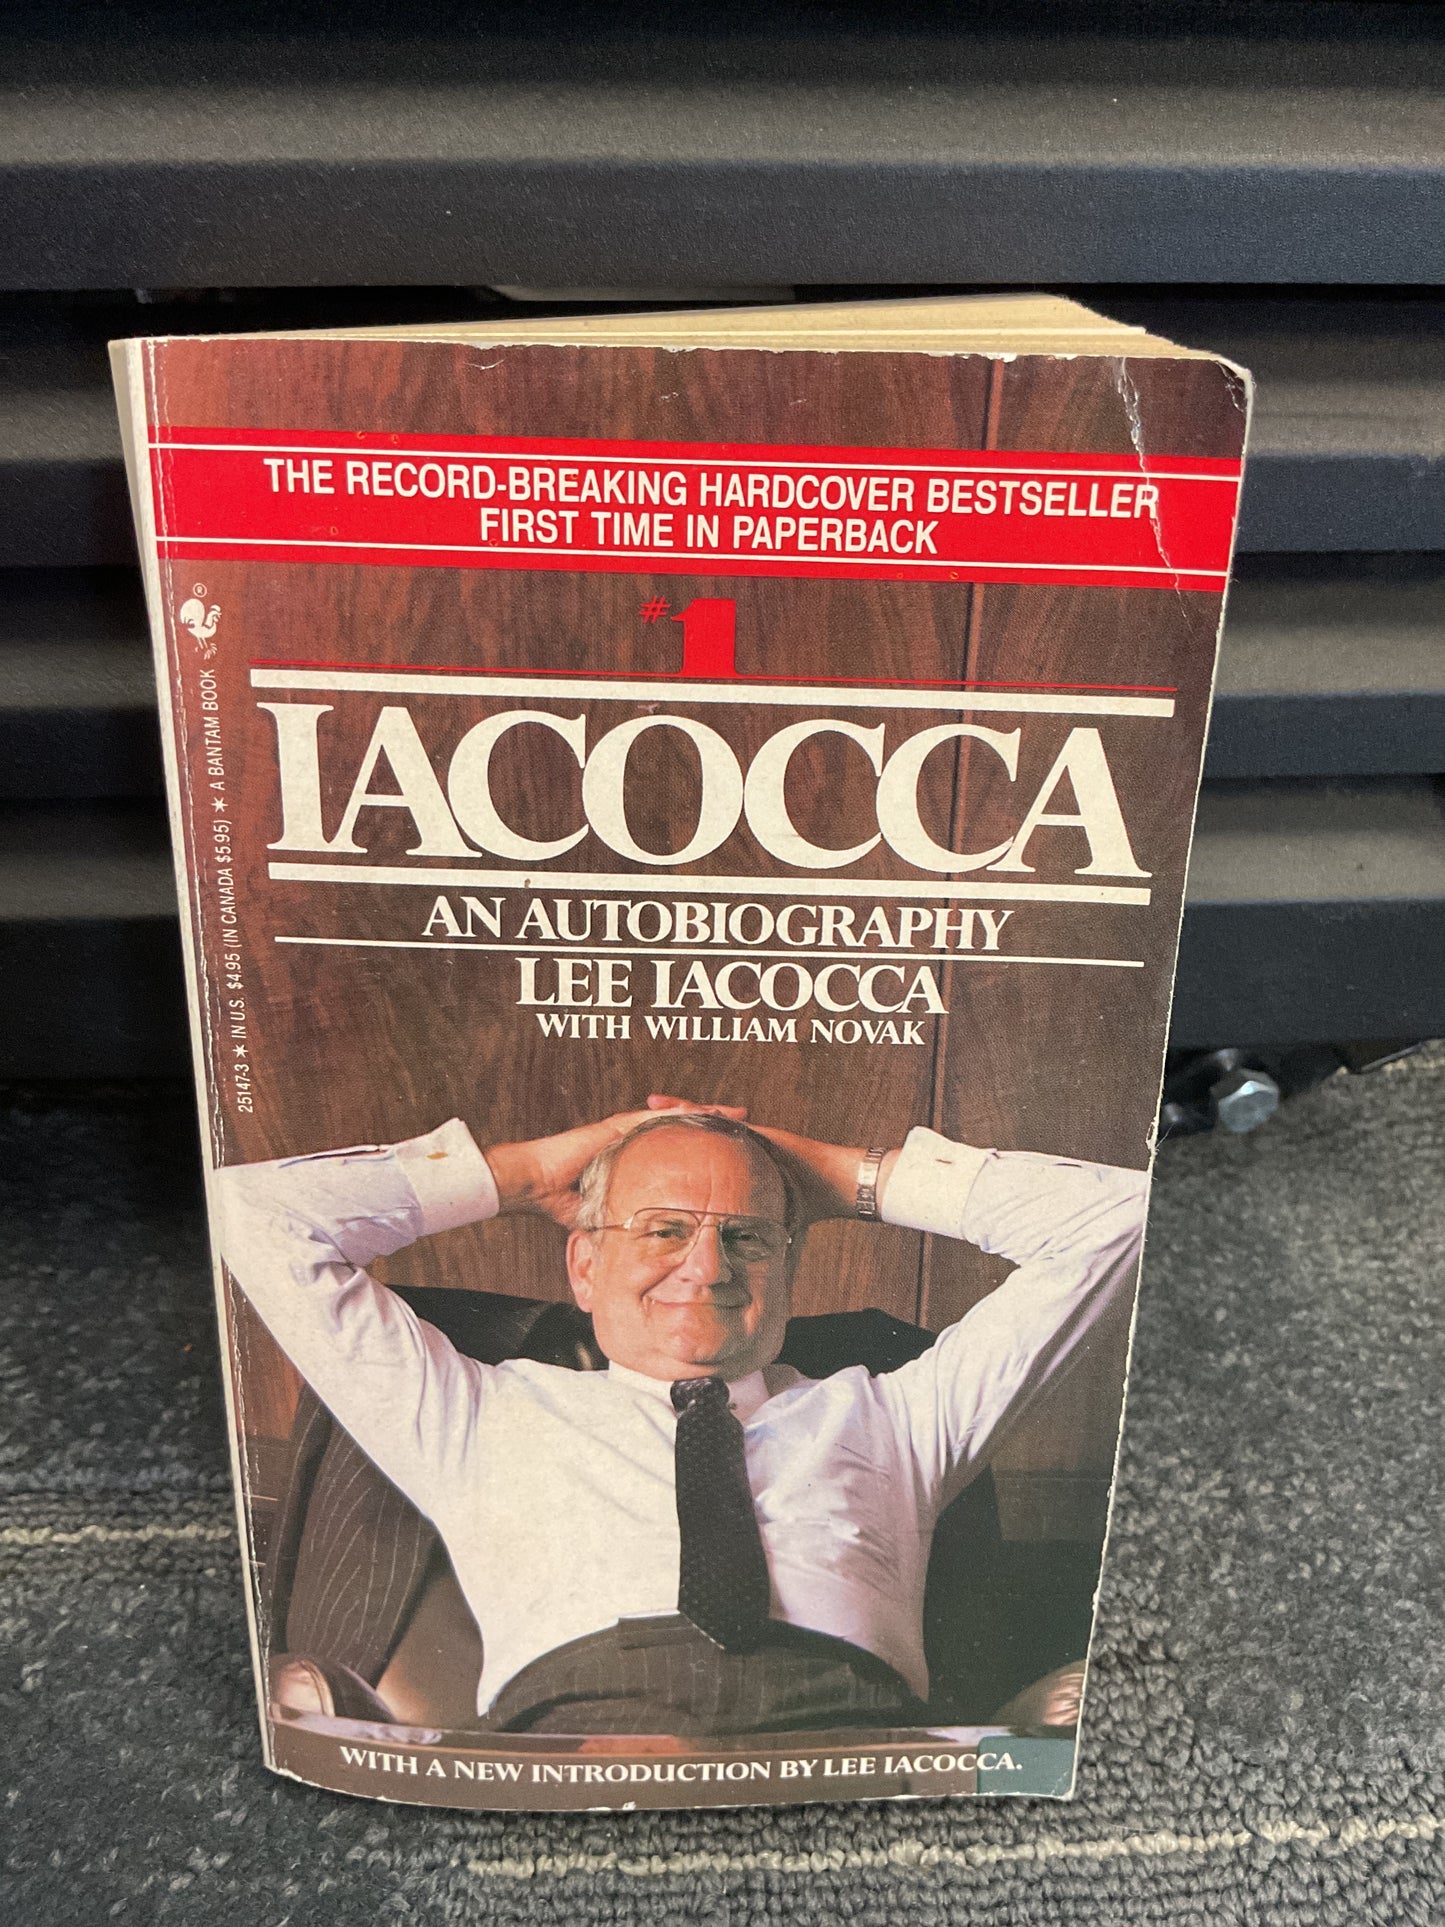 THE RECORD-BREAKING HARDCOVER BESTSELLER
FIRST TIME IN PAPERBACK
#1
IACOCCA
AN AUTOBIOGRAPHY
LEE IACOCCA
WITH WILLIAM NOVAK
25147-3 ★ IN U.S. $4.95 (IN CANADA $5.95) ★ A BANTAM BOOK ®
WITH A NEW INTRODUCTION BY LEE IACOCCA.